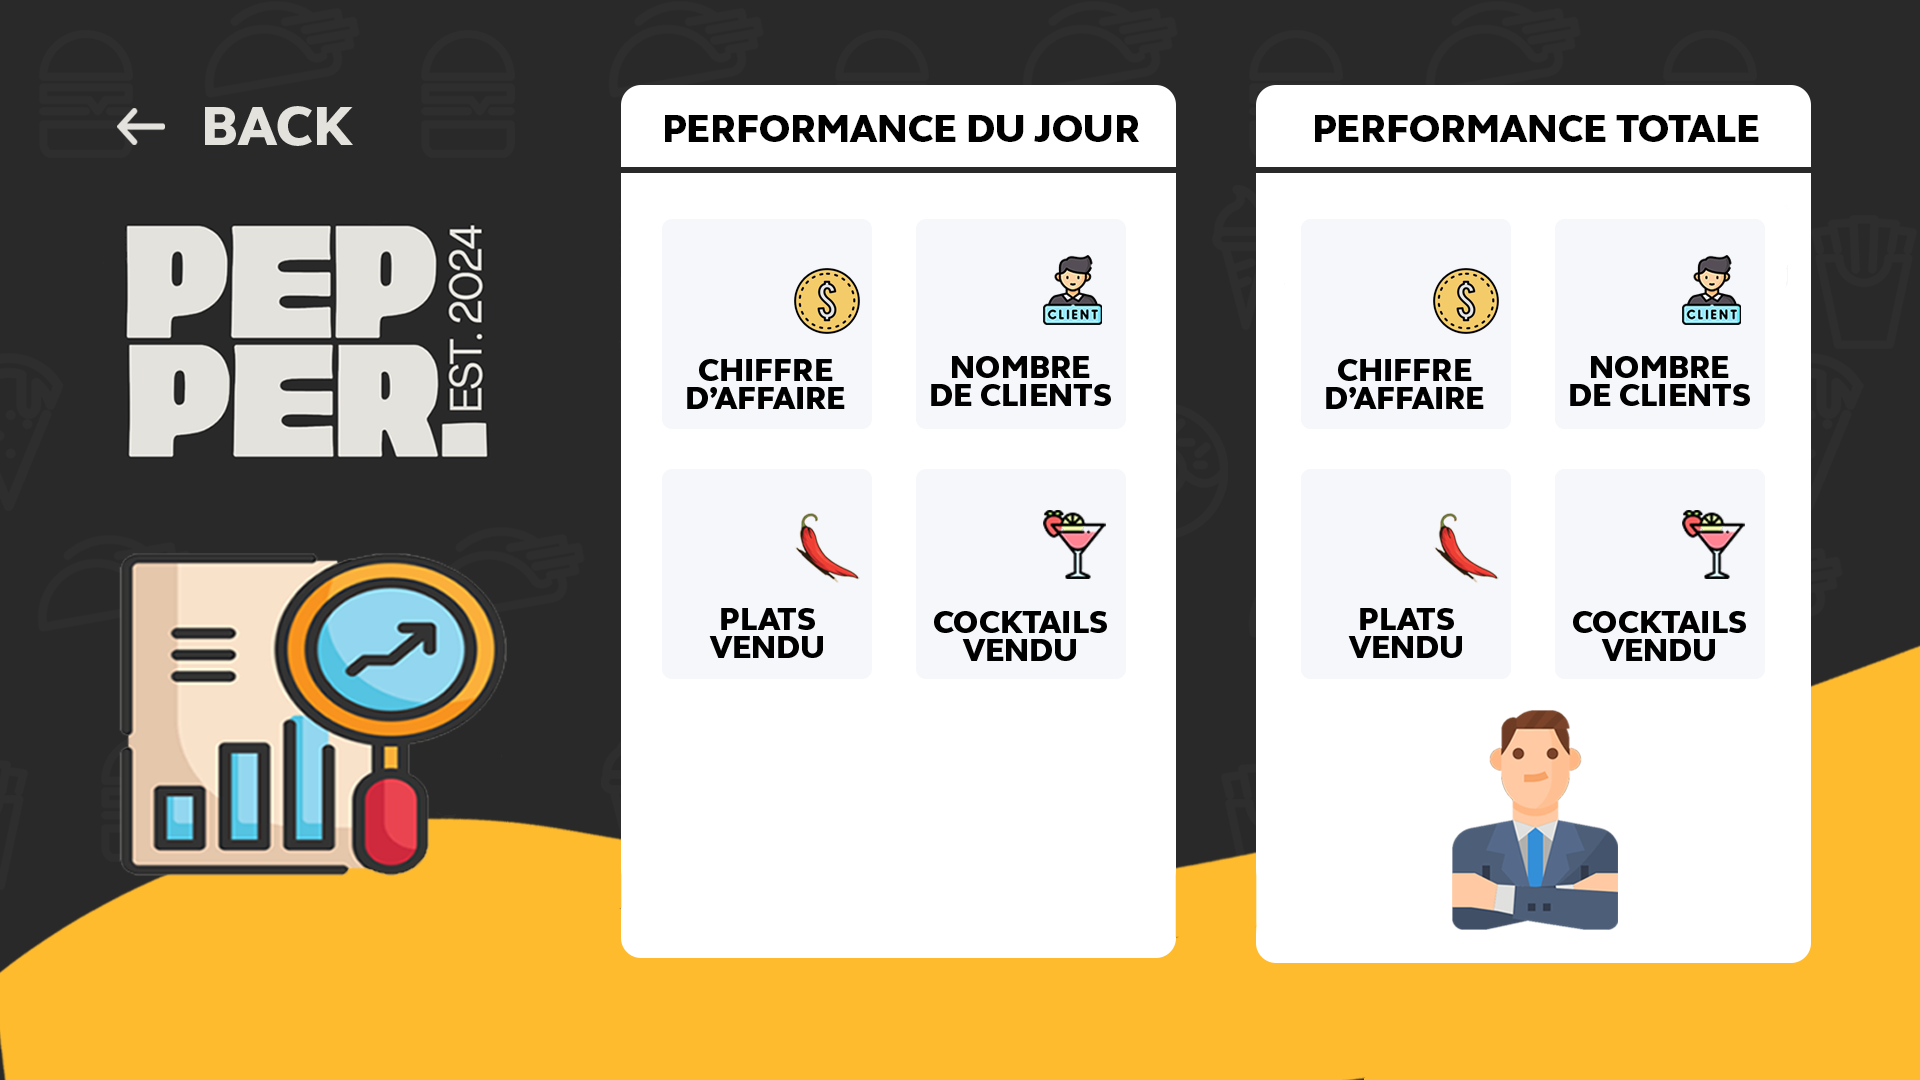 BACK
PEP
PER.
EST. 2024
PERFORMANCE DU JOUR
CHIFFRE
D’AFFAIRE
CLIENT
NOMBRE
DE CLIENTS
PLATS
VENDU
COCKTAILS
VENDU
PERFORMANCE TOTALE
CHIFFRE
D’AFFAIRE
CLIENT
NOMBRE
DE CLIENTS
PLATS
VENDU
COCKTAILS
VENDU